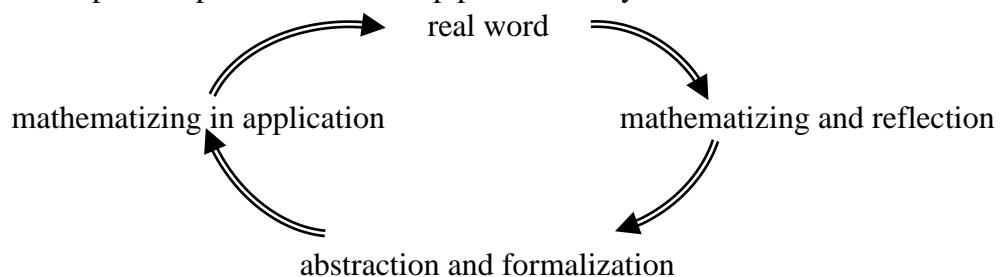 real word
mathematizing in application
mathematizing and reflection
abstraction and formalization